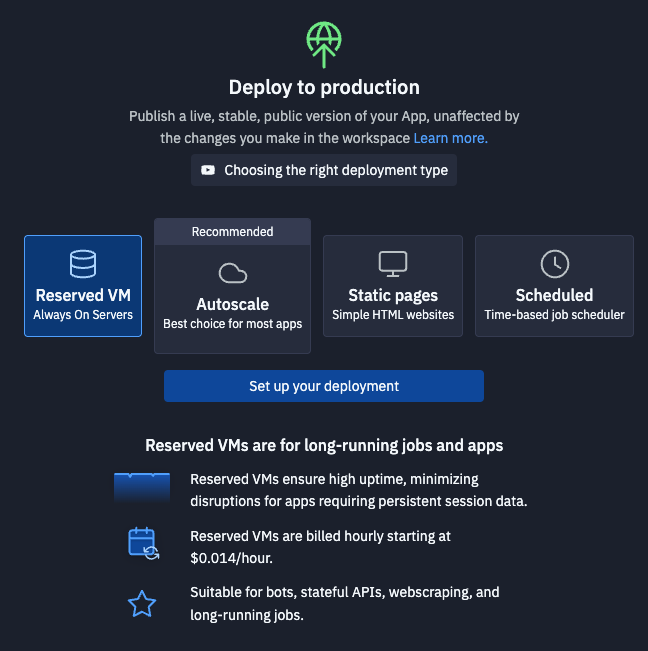 Deploy to production
Publish a live, stable, public version of your App, unaffected by
the changes you make in the workspace Learn more.
Choosing the right deployment type
Reserved VM
Always On Servers
Recommended
Autoscale
Best choice for most apps
Static pages
Simple HTML websites
Scheduled
Time-based job scheduler
Set up your deployment
Reserved VMs are for long-running jobs and apps
Reserved VMs ensure high uptime, minimizing
disruptions for apps requiring persistent session data.
Reserved VMs are billed hourly starting at
$0.014/hour.
Suitable for bots, stateful APIs, webscraping, and
long-running jobs.